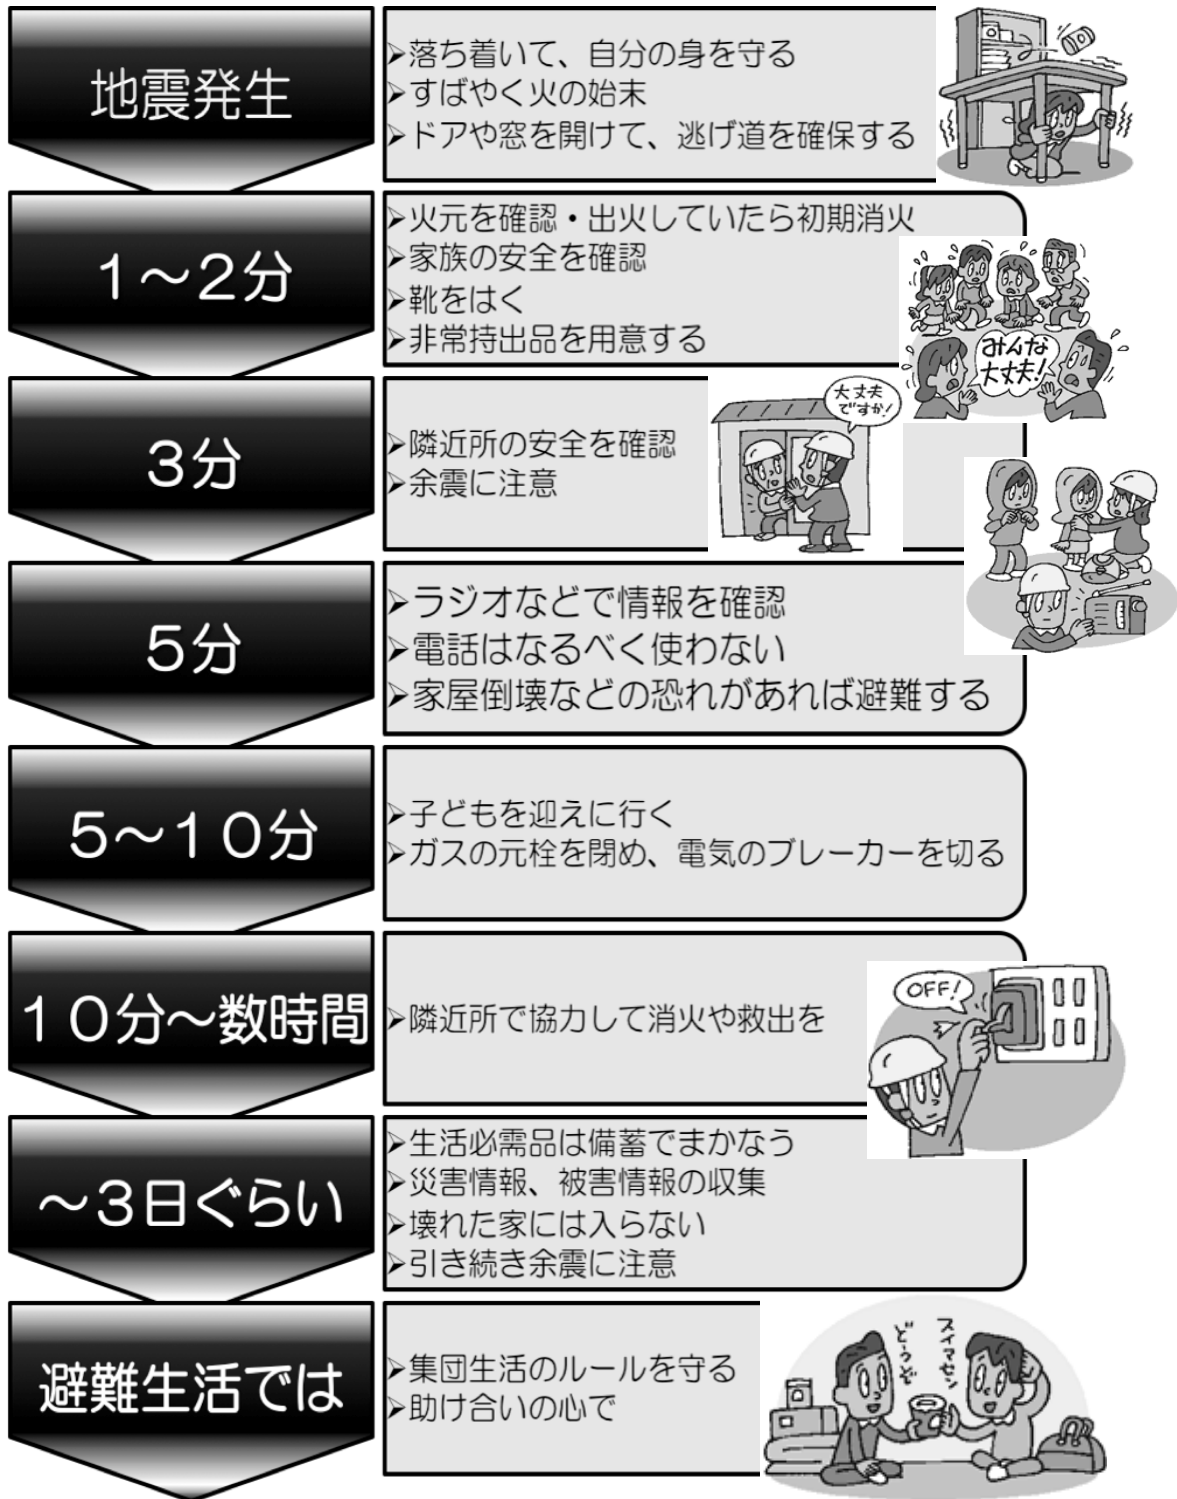 地震発生
➢落ち着いて、自分の身を守る
➢すばやく火の始末
➢ドアや窓を開けて、逃げ道を確保する
１～２分
➢火元を確認・出火していたら初期消火
➢家族の安全を確認
➢靴をはく
➢非常持出品を用意する
みんな
大丈夫!
３分
➢隣近所の安全を確認
➢余震に注意
大丈夫
ですか!
５分
➢ラジオなどで情報を確認
➢電話はなるべく使わない
➢家屋倒壊などの恐れがあれば避難する
５～１０分
➢子どもを迎えに行く
➢ガスの元栓を閉め、電気のブレーカーを切る
１０分～数時間
➢隣近所で協力して消火や救出を
OFF!
～３日ぐらい
➢生活必需品は備蓄でまかなう
➢災害情報、被害情報の収集
➢壊れた家には入らない
➢引き続き余震に注意
避難生活では
➢集団生活のルールを守る
➢助け合いの心で
スイマセン
ど〜うぞ